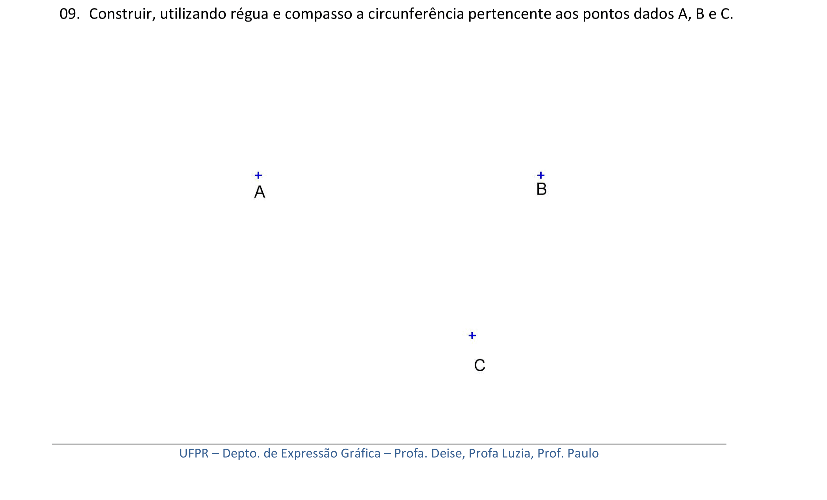 09. Construir, utilizando régua e compasso a circunferência pertencente aos pontos dados A, B e C.
A
B
C
UFPR – Depto. de Expressão Gráfica – Profa. Deise, Profa Luzia, Prof. Paulo